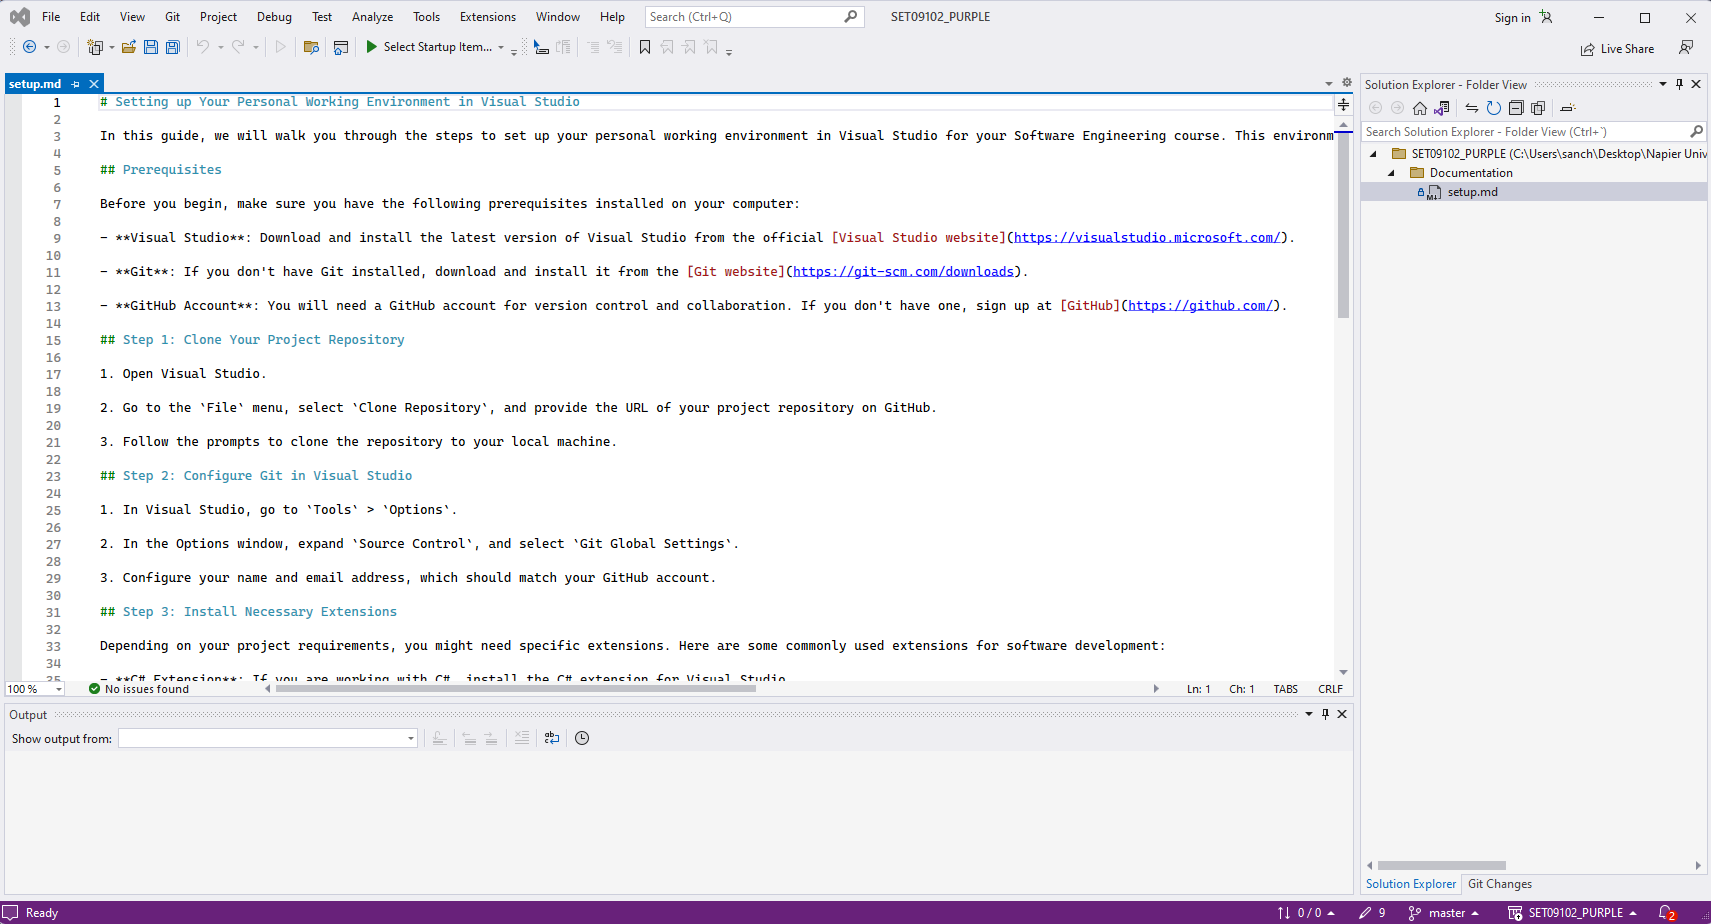 File Edit View Git Project Debug Test Analyze Tools Extensions Window Help Search (Ctrl+Q) SET09102_PURPLE Sign in
Select Startup Item... Live Share
setup.md
1 # Setting up Your Personal Working Environment in Visual Studio
2
3 In this guide, we will walk you through the steps to set up your personal working environment in Visual Studio for your Software Engineering course. This environm
4
5 ## Prerequisites
6
7 Before you begin, make sure you have the following prerequisites installed on your computer:
8
9 - **Visual Studio**: Download and install the latest version of Visual Studio from the official [Visual Studio website](https://visualstudio.microsoft.com/).
10
11 - **Git**: If you don't have Git installed, download and install it from the [Git website](https://git-scm.com/downloads).
12
13 - **GitHub Account**: You will need a GitHub account for version control and collaboration. If you don't have one, sign up at [GitHub](https://github.com/).
14
15 ## Step 1: Clone Your Project Repository
16
17 1. Open Visual Studio.
18
19 2. Go to the `File` menu, select `Clone Repository`, and provide the URL of your project repository on GitHub.
20
21 3. Follow the prompts to clone the repository to your local machine.
22
23 ## Step 2: Configure Git in Visual Studio
24
25 1. In Visual Studio, go to `Tools` > `Options`.
26
27 2. In the Options window, expand `Source Control`, and select `Git Global Settings`.
28
29 3. Configure your name and email address, which should match your GitHub account.
30
31 ## Step 3: Install Necessary Extensions
32
33 Depending on your project requirements, you might need specific extensions. Here are some commonly used extensions for software development:
34
35 - **C# Extension**: If you are working with C#, install the C# extension for Visual Studio
100 % No issues found Ln: 1 Ch: 1 TABS CRLF
Output
Show output from:
Solution Explorer - Folder View
Search Solution Explorer - Folder View (Ctrl+`)
SET09102_PURPLE (C:\Users\sanch\Desktop\Napier Univ
Documentation
setup.md
Solution Explorer Git Changes
Ready 0 / 0 9 master SET09102_PURPLE 2